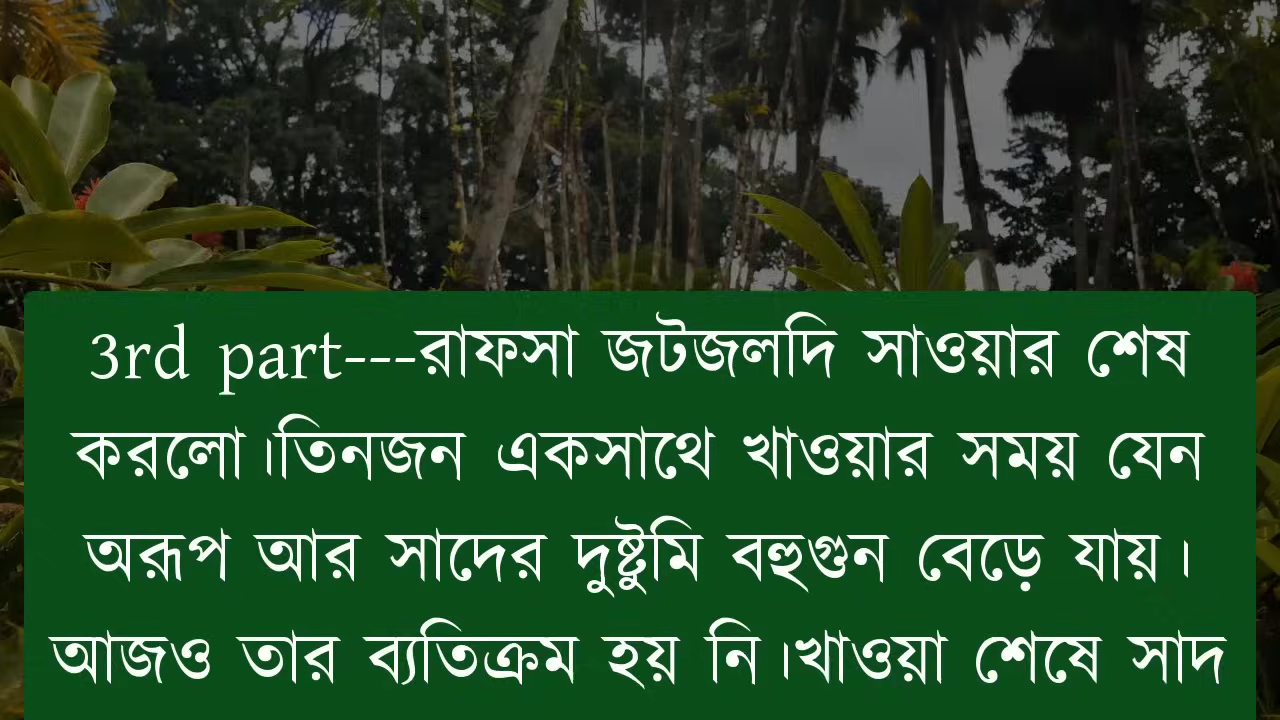 3rd part---রাফসা জটজলদি সাওয়ার শেষ
করলো।তিনজন একসাথে খাওয়ার সময় যেন
অরূপ আর সাদের দুষ্টুমি বহুগুন বেড়ে যায়।
আজও তার ব্যতিক্রম হয় নি।খাওয়া শেষে সাদ